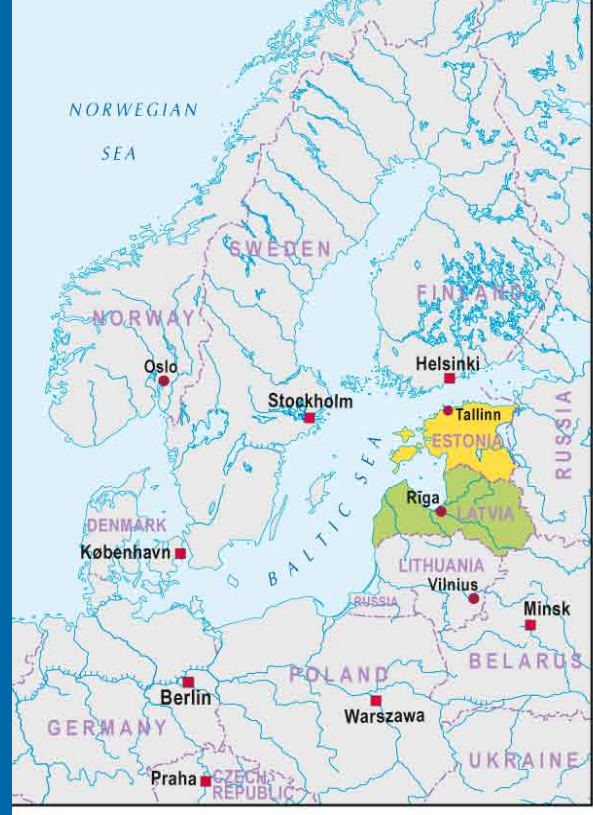 NORWEGIAN
SEA
SWEDEN
FINLAND
NORWAY
Oslo
Helsinki
Stockholm
Tallinn
ESTONIA
RUSSIA
BALTIC SEA
Rīga
LATVIA
DENMARK
København
LITHUANIA
Vilnius
RUSSIA
Minsk
BELARUS
POLAND
Berlin
Warszawa
GERMANY
UKRAINE
Praha
CZECH
REPUBLIC